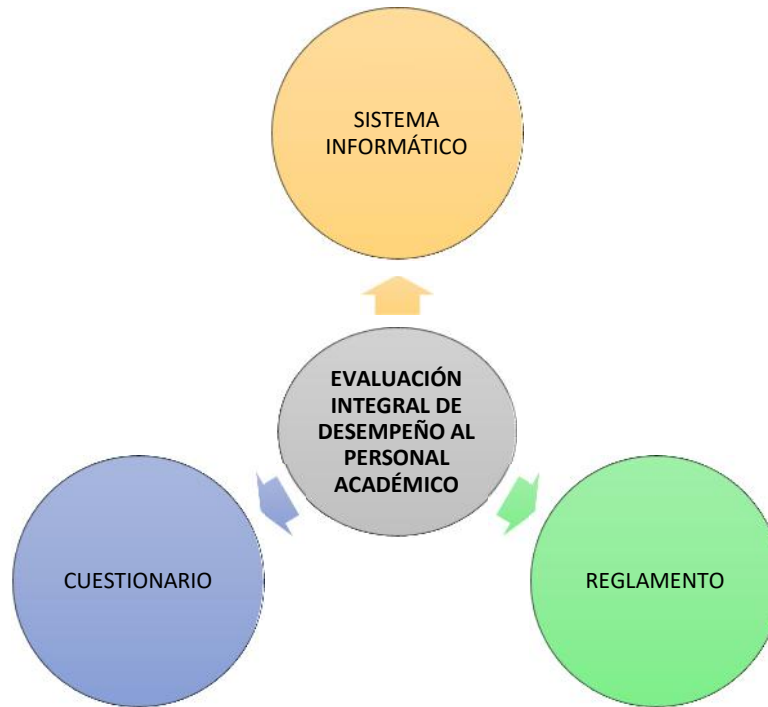 SISTEMA
INFORMÁTICO
EVALUACIÓN
INTEGRAL DE
DESEMPEÑO AL
PERSONAL
ACADÉMICO
CUESTIONARIO
REGLAMENTO